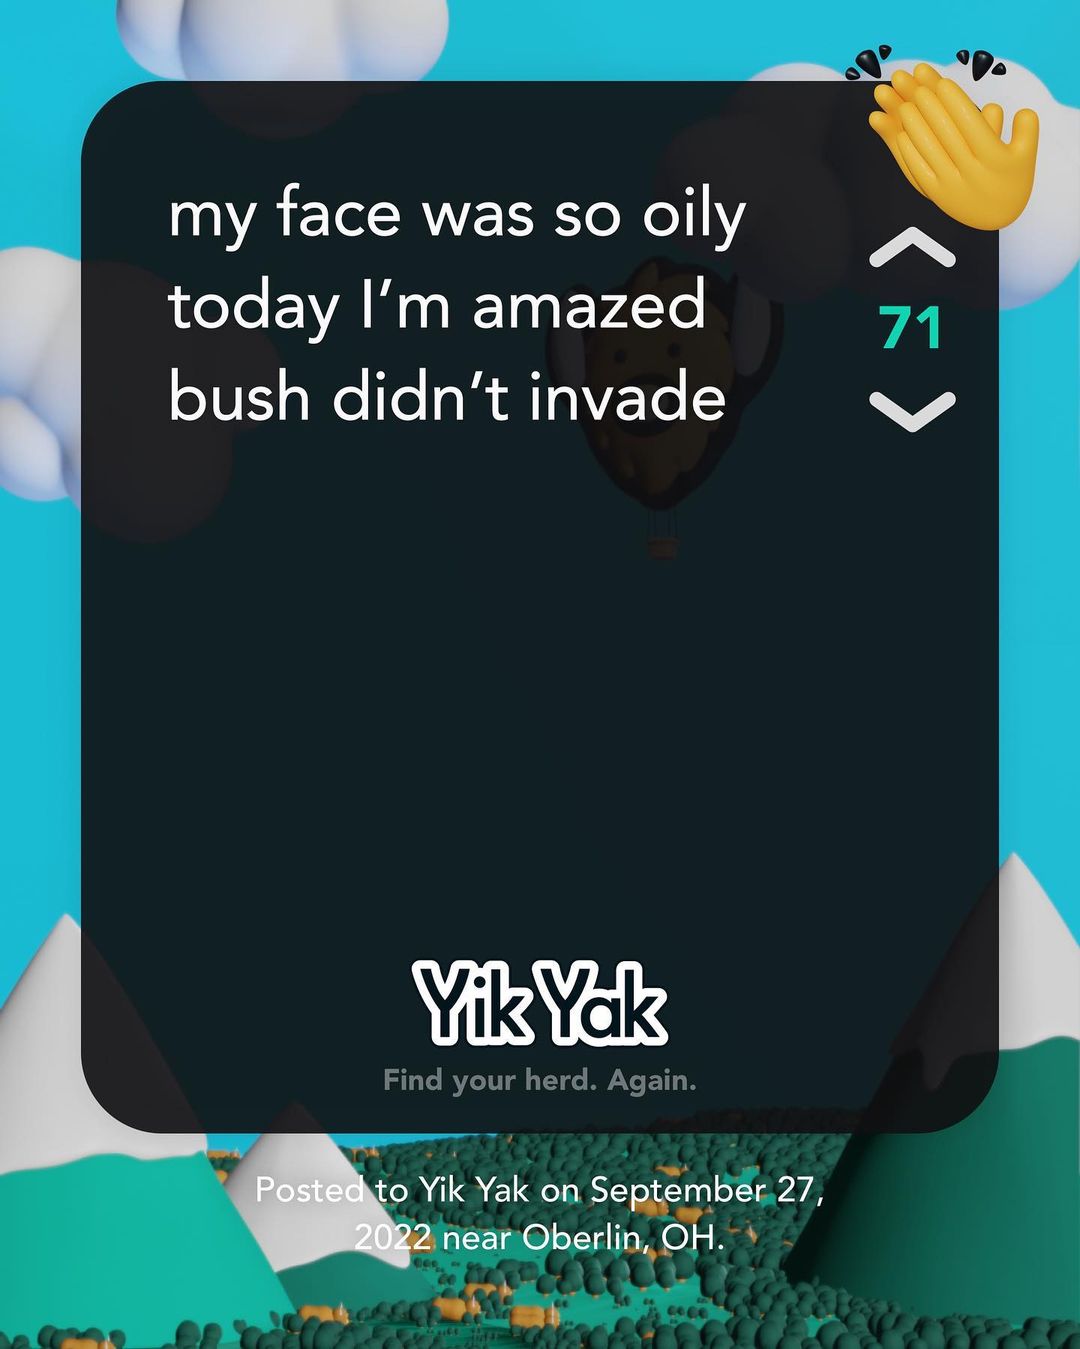 my face was so oily
today I’m amazed
bush didn’t invade
71
Yik Yak
Find your herd. Again.
Posted to Yik Yak on September 27,
2022 near Oberlin, OH.